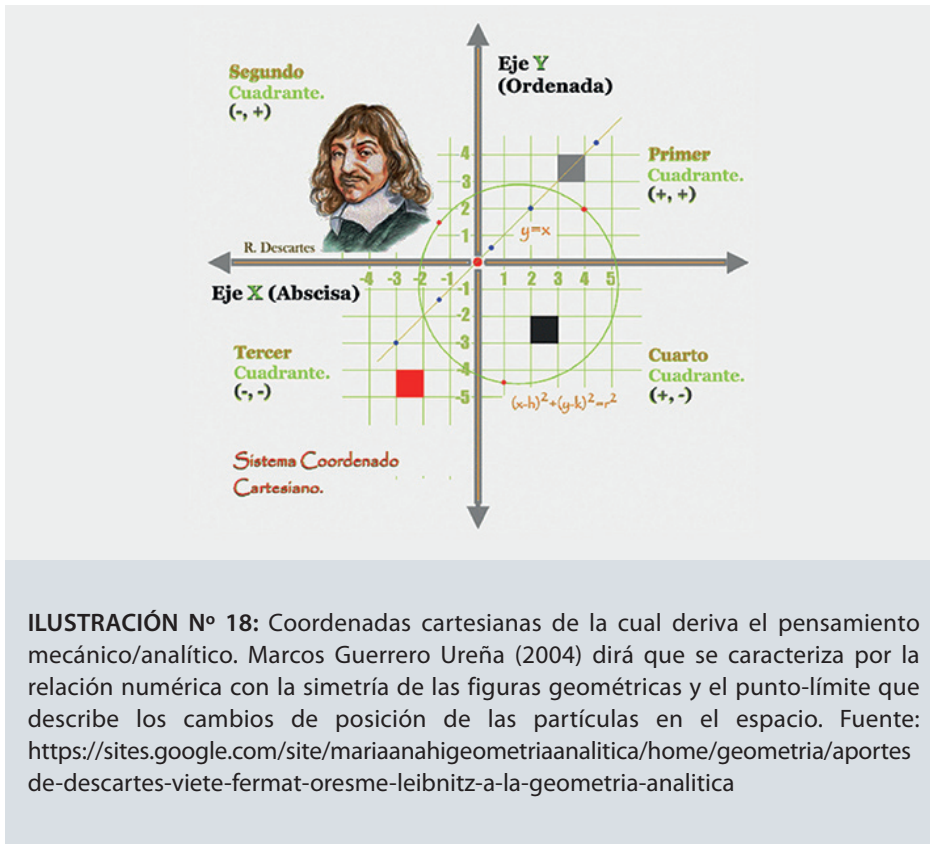 Segundo
Cuadrante.
(-, +)
Eje Y
(Ordenada)
Primer
Cuadrante.
(+, +)
R. Descartes
4
3
2
1
y=x
-4 -3 -2 -1
1 2 3 4 5
Eje X (Abscisa)
-1
-2
-3
-4
-5
Tercer
Cuadrante.
(-, -)
Cuarto
Cuadrante.
(+, -)
(x-h)²+(y-k)²=r²
Sistema Coordenado
Cartesiano.
ILUSTRACIÓN Nº 18: Coordenadas cartesianas de la cual deriva el pensamiento
mecánico/analítico. Marcos Guerrero Ureña (2004) dirá que se caracteriza por la
relación numérica con la simetría de las figuras geométricas y el punto-límite que
describe los cambios de posición de las partículas en el espacio. Fuente:
https://sites.google.com/site/mariaanahigeometriaanalitica/home/geometria/aportes
de-descartes-viete-fermat-oresme-leibnitz-a-la-geometria-analitica